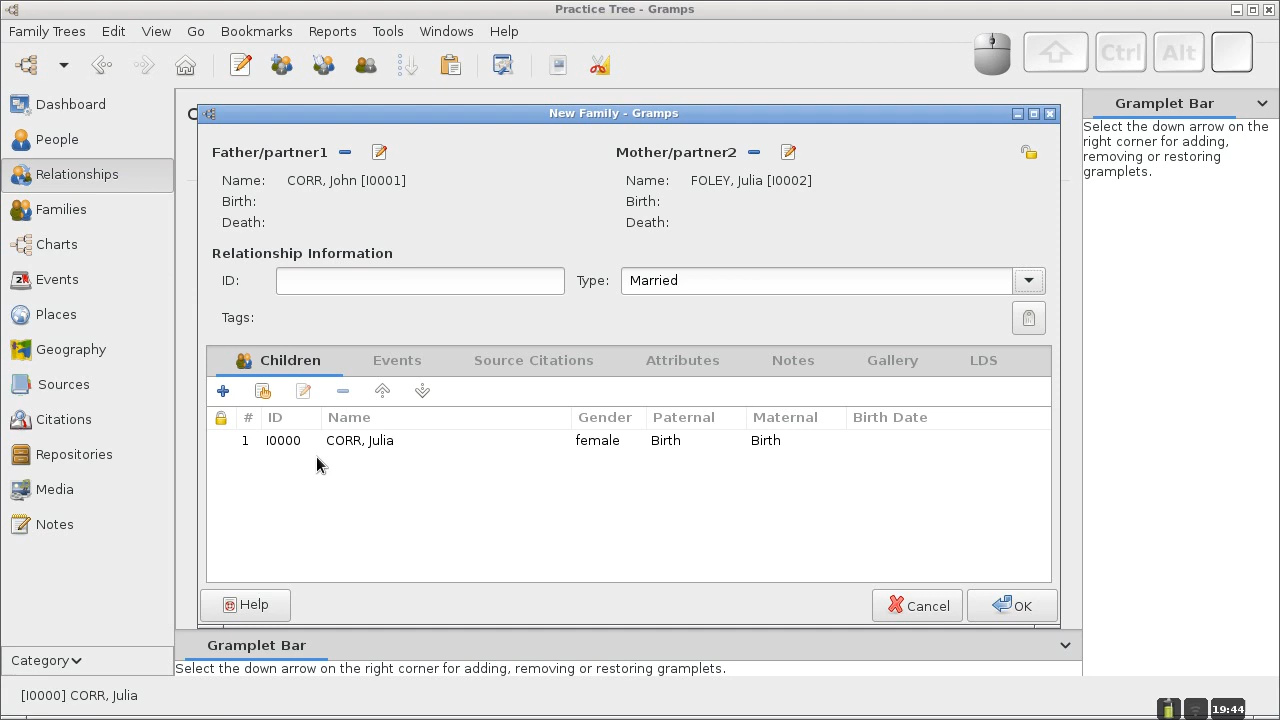 Practice Tree - Gramps
Family Trees Edit View Go Bookmarks Reports Tools Windows Help
Ctrl Alt
Dashboard
People
Relationships
Families
Charts
Events
Places
Geography
Sources
Citations
Repositories
Media
Notes
Category
[I0000] CORR, Julia
New Family - Gramps
Father/partner1 Mother/partner2
Name: CORR, John [I0001] Name: FOLEY, Julia [I0002]
Birth: Birth:
Death: Death:
Relationship Information
ID: Type: Married
Tags:
Children Events Source Citations Attributes Notes Gallery LDS
# ID Name Gender Paternal Maternal Birth Date
1 I0000 CORR, Julia female Birth Birth
Help Cancel OK
Gramplet Bar
Select the down arrow on the right corner for adding, removing or restoring gramplets.
Gramplet Bar
Select the down arrow on the
right corner for adding,
removing or restoring
gramplets.
19:44